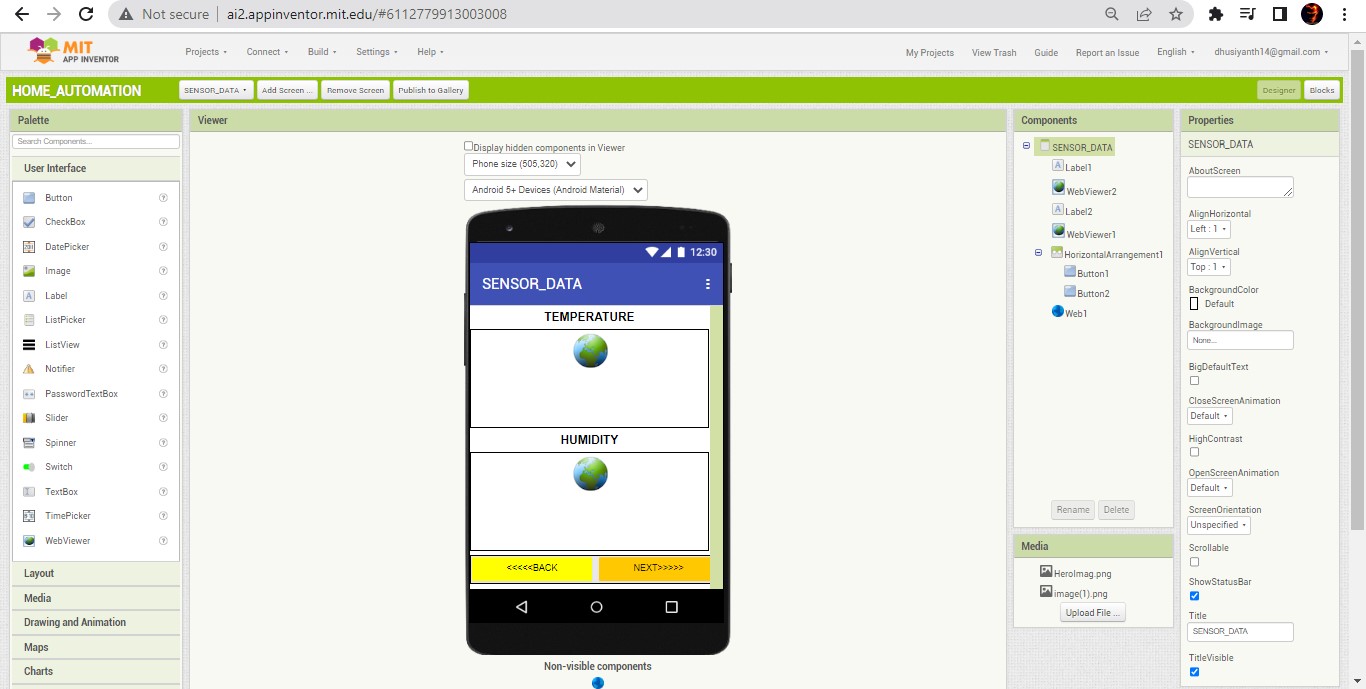 Not secure | ai2.appinventor.mit.edu/#6112779913003008
MIT
APP INVENTOR
Projects Connect Build Settings Help
My Projects View Trash Guide Report an Issue English dhusiyanth14@gmail.com
HOME_AUTOMATION
SENSOR_DATA Add Screen ... Remove Screen Publish to Gallery
Designer Blocks
Palette
Search Components...
User Interface
Button
CheckBox
DatePicker
Image
Label
ListPicker
ListView
Notifier
PasswordTextBox
Slider
Spinner
Switch
TextBox
TimePicker
WebViewer
Layout
Media
Drawing and Animation
Maps
Charts
Viewer
Display hidden components in Viewer
Phone size (505,320)
Android 5+ Devices (Android Material)
12:30
SENSOR_DATA
TEMPERATURE
HUMIDITY
<<<<<BACK NEXT>>>>>
Non-visible components
Components
SENSOR_DATA
Label1
WebViewer2
Label2
WebViewer1
HorizontalArrangement1
Button1
Button2
Web1
Rename Delete
Media
HeroImag.png
image(1).png
Upload File ...
Properties
SENSOR_DATA
AboutScreen
AlignHorizontal
Left : 1
AlignVertical
Top : 1
BackgroundColor
Default
BackgroundImage
None...
BigDefaultText
CloseScreenAnimation
Default
HighContrast
OpenScreenAnimation
Default
ScreenOrientation
Unspecified
Scrollable
ShowStatusBar
Title
SENSOR_DATA
TitleVisible